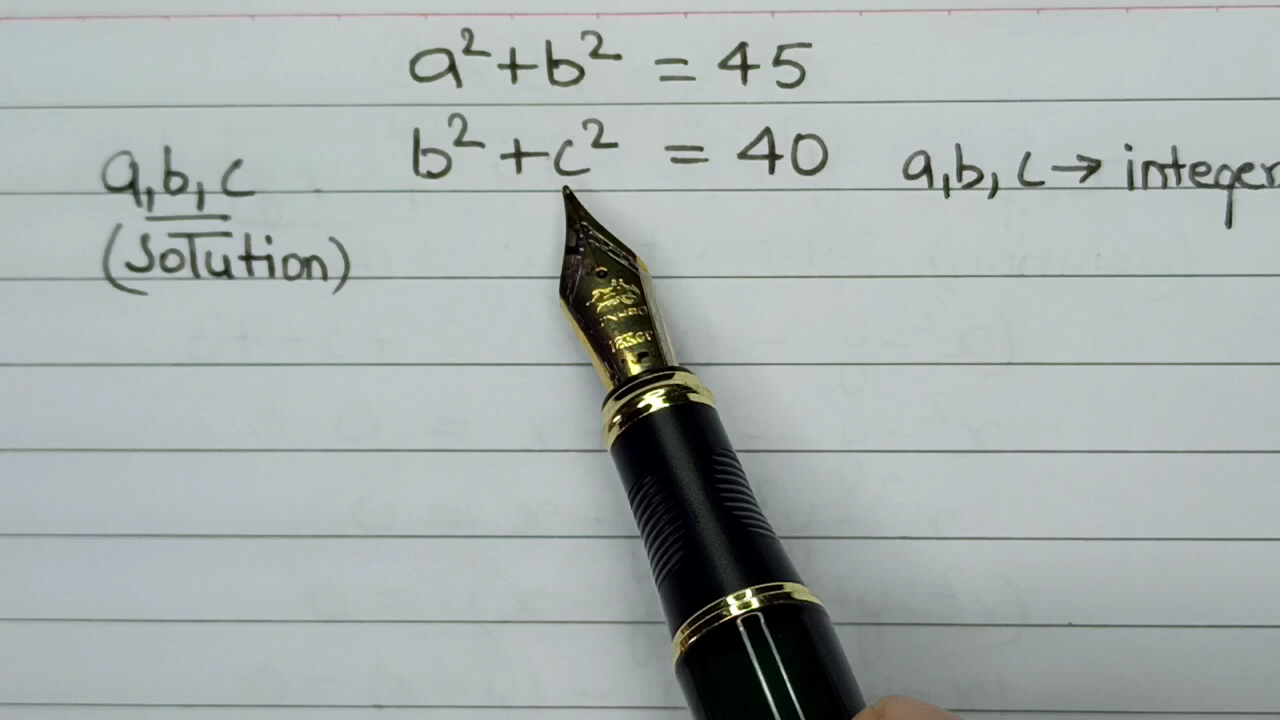 a²+b² = 45
b²+c² = 40
a,b,c → integer
a,b,c
(Solution)